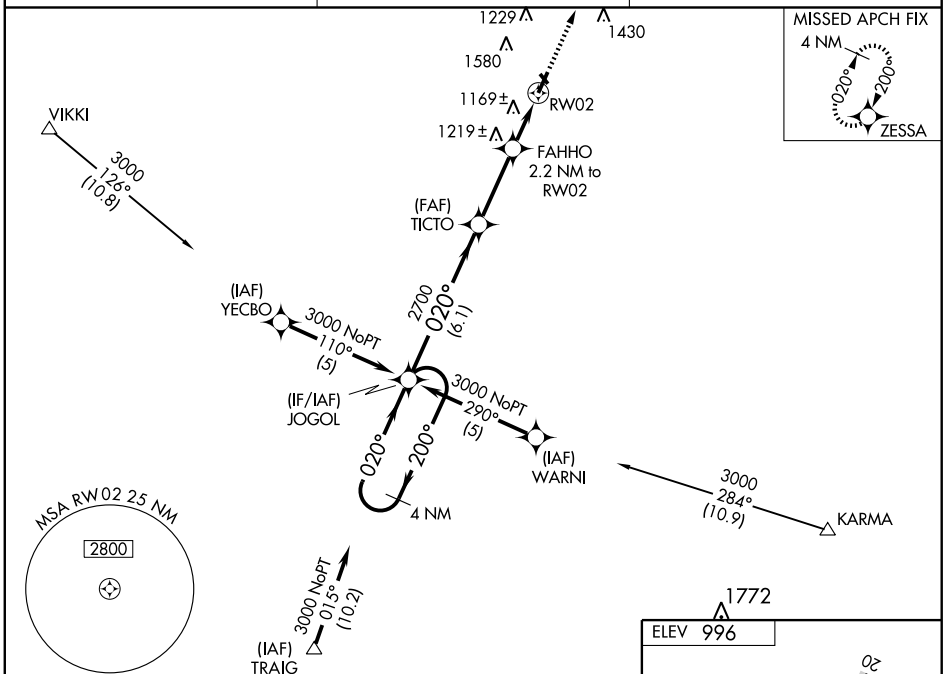 1229
1430
1580
MISSED APCH FIX
4 NM
020°
200°
ZESSA
1169±
RW02
1219±
FAHHO
2.2 NM to
RW02
VIKKI
3000
126°
(10.8)
(FAF)
TICTO
2700
020°
(6.1)
(IAF)
YECBO
3000 NoPT
110°
(5)
(IF/IAF)
JOGOL
3000 NoPT
290°
(5)
(IAF)
WARNI
020°
200°
4 NM
3000
284°
(10.9)
KARMA
MSA RW02 25 NM
2800
3000 NoPT
015°
(10.2)
(IAF)
TRAIG
1772
ELEV 996
20